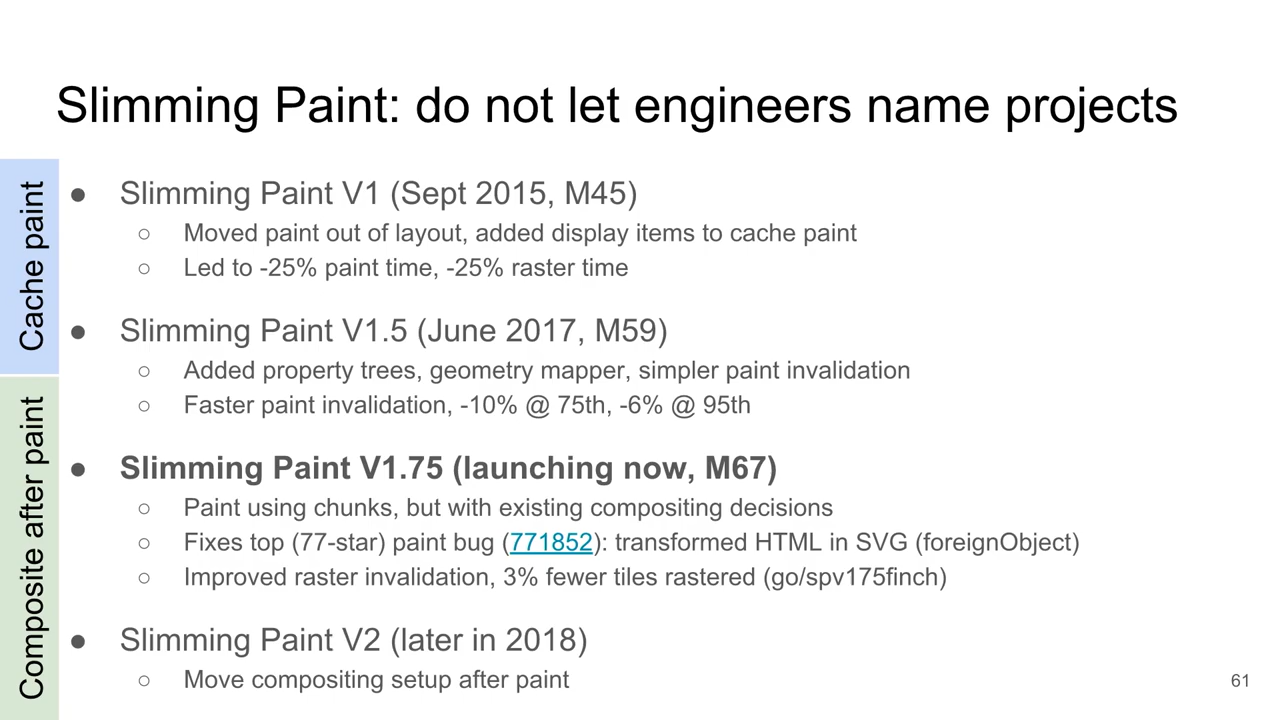 Slimming Paint: do not let engineers name projects
Cache paint
● Slimming Paint V1 (Sept 2015, M45)
○ Moved paint out of layout, added display items to cache paint
○ Led to -25% paint time, -25% raster time
● Slimming Paint V1.5 (June 2017, M59)
○ Added property trees, geometry mapper, simpler paint invalidation
○ Faster paint invalidation, -10% @ 75th, -6% @ 95th
Composite after paint
● Slimming Paint V1.75 (launching now, M67)
○ Paint using chunks, but with existing compositing decisions
○ Fixes top (77-star) paint bug (771852): transformed HTML in SVG (foreignObject)
○ Improved raster invalidation, 3% fewer tiles rastered (go/spv175finch)
● Slimming Paint V2 (later in 2018)
○ Move compositing setup after paint
61